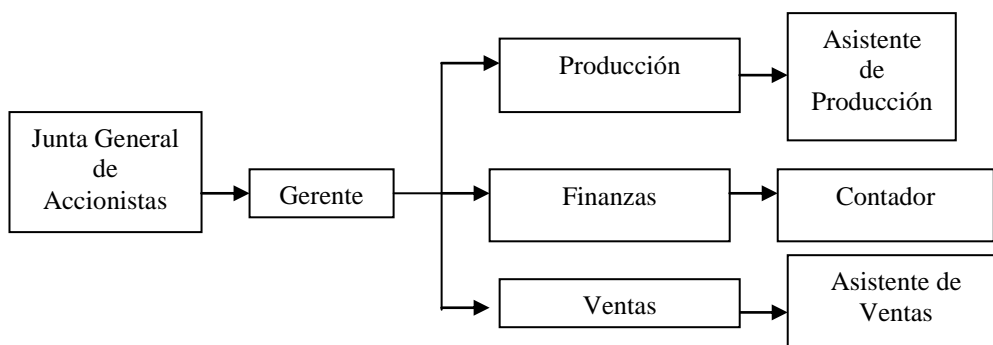 Junta General
de
Accionistas
Gerente
Producción
Asistente
de
Producción
Finanzas
Contador
Ventas
Asistente de
Ventas